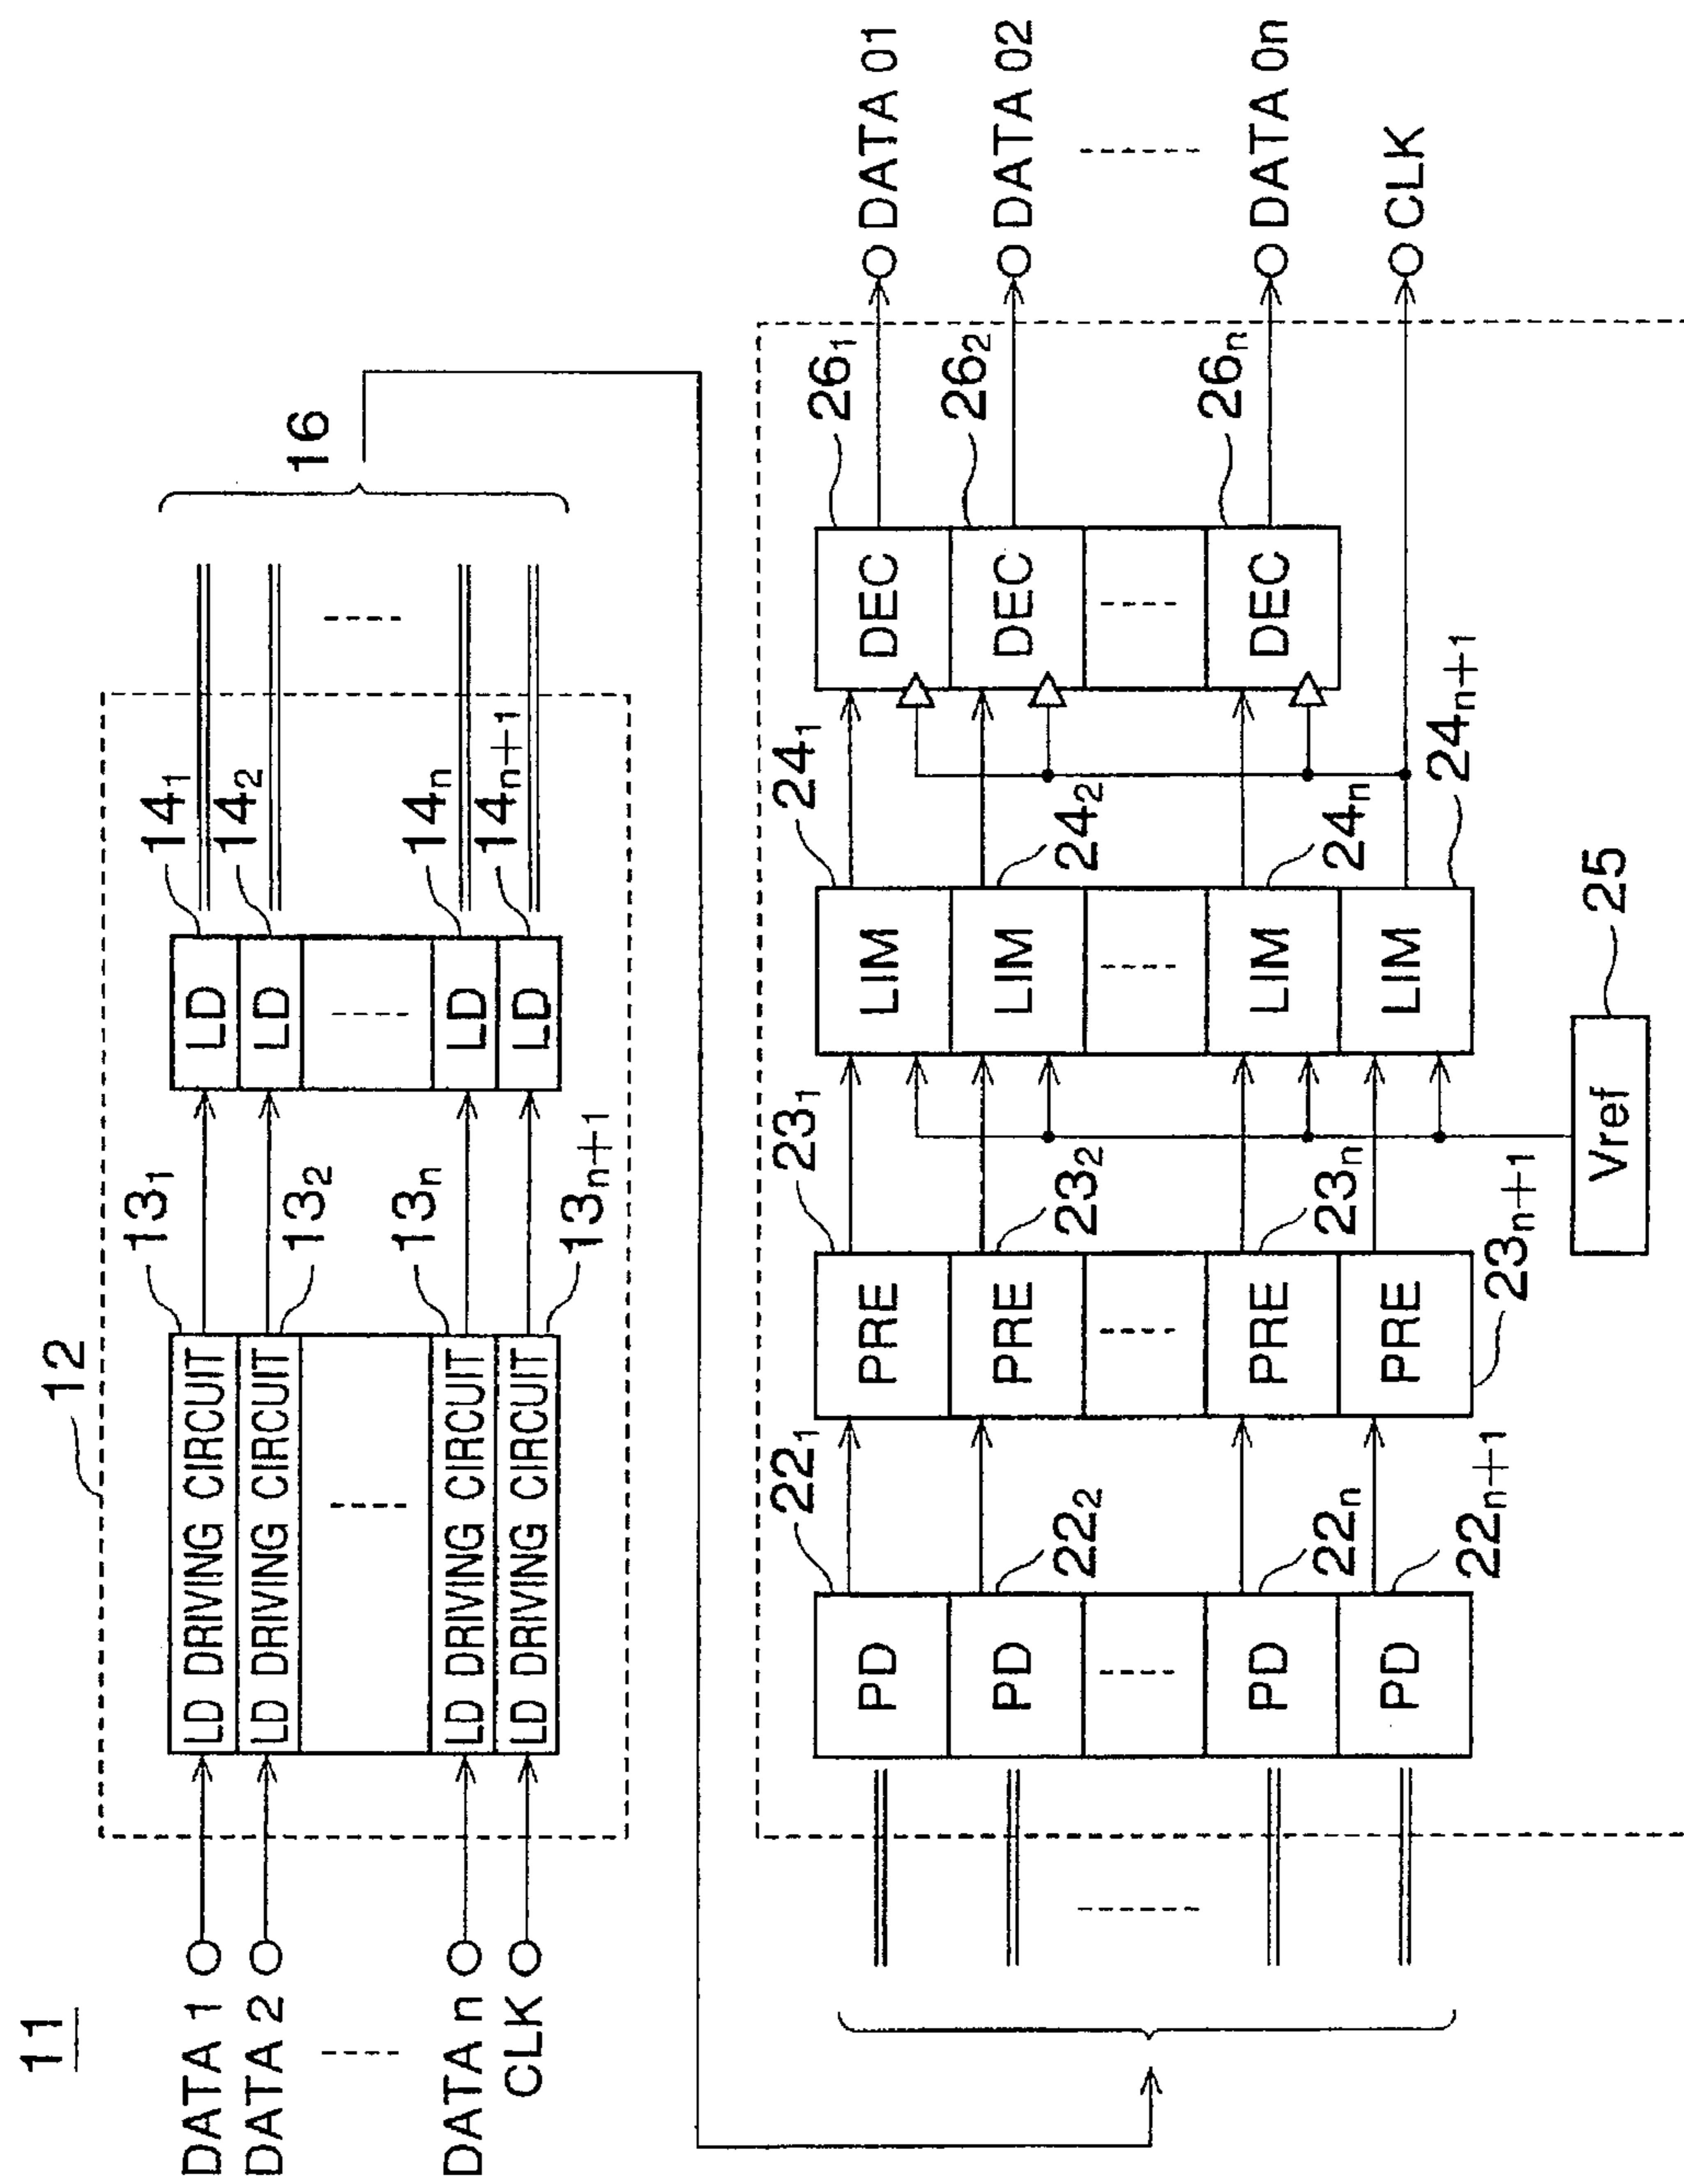 11
12
DATA 1
DATA 2
DATA n
CLK
LD DRIVING CIRCUIT
LD DRIVING CIRCUIT
LD DRIVING CIRCUIT
LD DRIVING CIRCUIT
13₁
13₂
13ₙ
13ₙ₊₁
LD
LD
LD
LD
14₁
14₂
14ₙ
14ₙ₊₁
16
PD
PD
PD
PD
22₁
22₂
22ₙ
22ₙ₊₁
PRE
PRE
PRE
PRE
23₁
23₂
23ₙ
23ₙ₊₁
LIM
LIM
LIM
LIM
24₁
24₂
24ₙ
24ₙ₊₁
Vref
25
DEC
DEC
DEC
26₁
26₂
26ₙ
DATA 01
DATA 02
DATA 0n
CLK